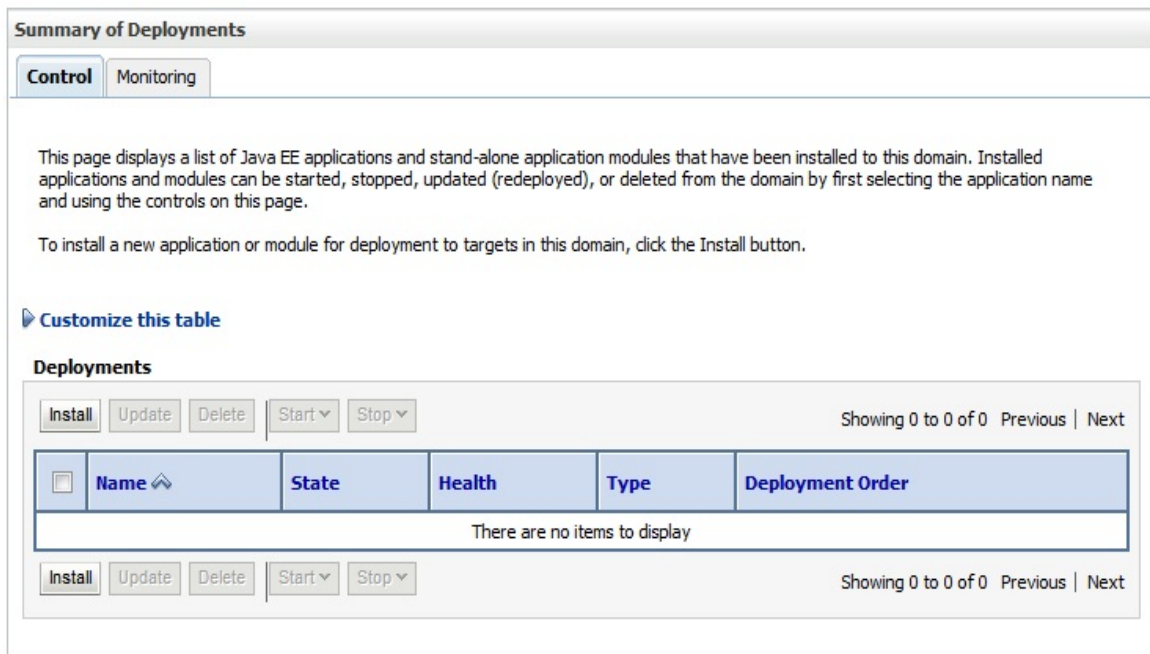 Summary of Deployments
Control Monitoring
This page displays a list of Java EE applications and stand-alone application modules that have been installed to this domain. Installed
applications and modules can be started, stopped, updated (redeployed), or deleted from the domain by first selecting the application name
and using the controls on this page.
To install a new application or module for deployment to targets in this domain, click the Install button.
Customize this table
Deployments
Install Update Delete Start Stop Showing 0 to 0 of 0 Previous | Next
Name State Health Type Deployment Order
There are no items to display
Install Update Delete Start Stop Showing 0 to 0 of 0 Previous | Next